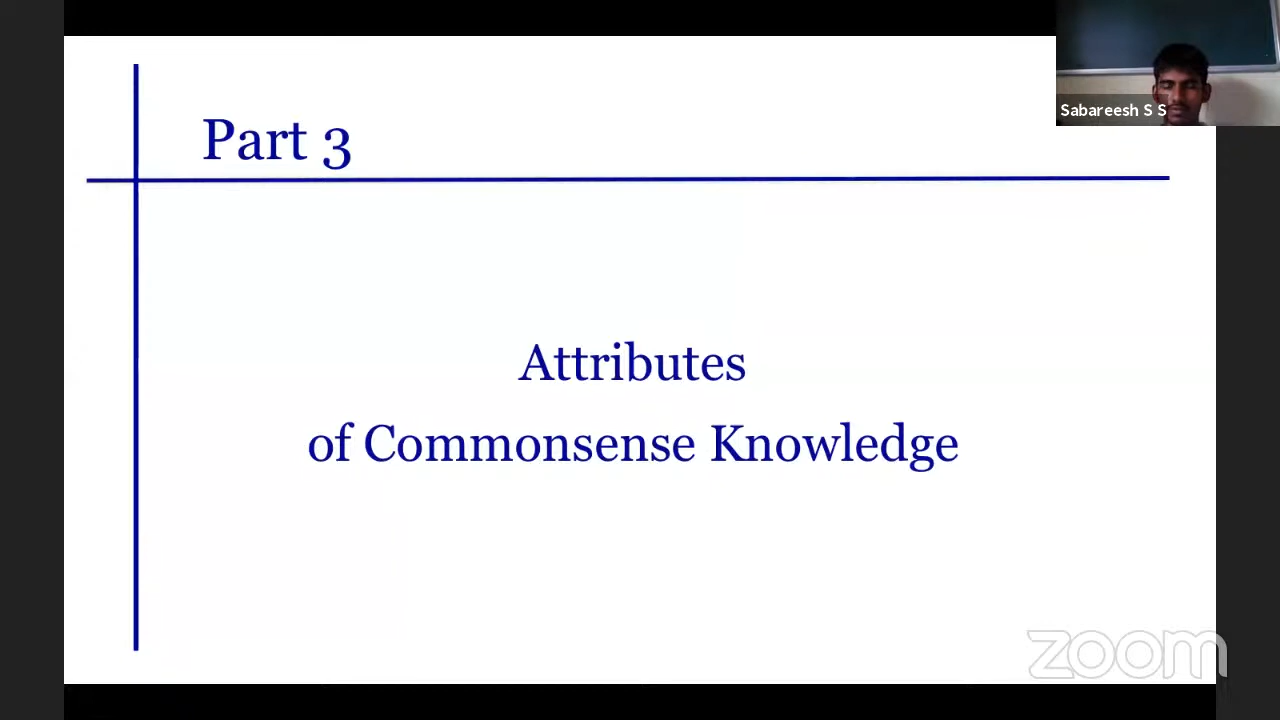 Part 3
Sabareesh S S
Attributes
of Commonsense Knowledge
zoom